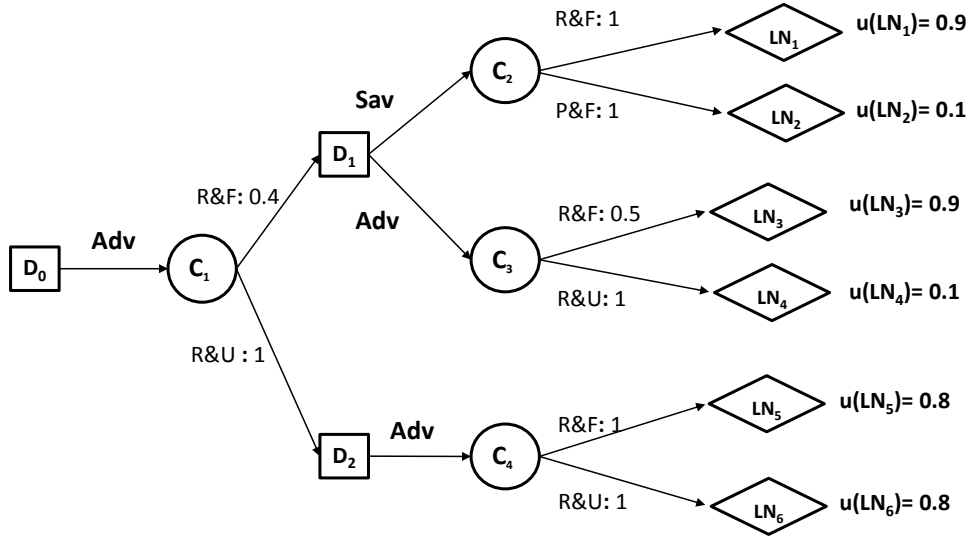 R&F: 1
LN₁
u(LN₁)= 0.9
C₂
Sav
P&F: 1
LN₂
u(LN₂)= 0.1
D₁
R&F: 0.4
Adv
R&F: 0.5
LN₃
u(LN₃)= 0.9
Adv
D₀
C₁
C₃
R&U: 1
LN₄
u(LN₄)= 0.1
R&U : 1
R&F: 1
LN₅
u(LN₅)= 0.8
Adv
D₂
C₄
R&U: 1
LN₆
u(LN₆)= 0.8